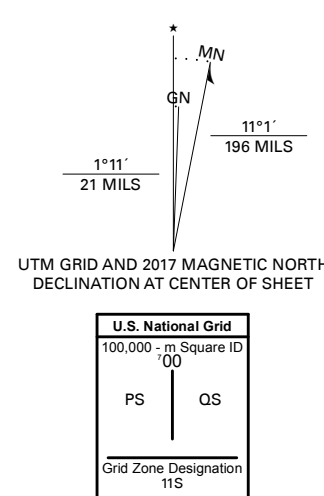 ★
MN
GN
11°1´
196 MILS
1°11´
21 MILS
UTM GRID AND 2017 MAGNETIC NORTH
DECLINATION AT CENTER OF SHEET
U.S. National Grid
100,000 - m Square ID
⁷00
PS QS
Grid Zone Designation
11S